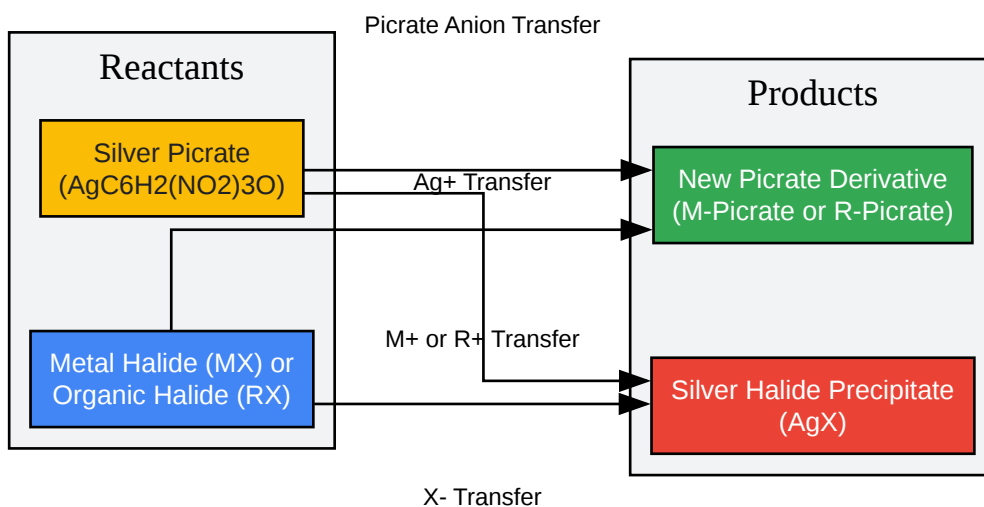 Picrate Anion Transfer
Reactants
Products
Silver Picrate
(AgC6H2(NO2)3O)
Ag+ Transfer
New Picrate Derivative
(M-Picrate or R-Picrate)
M+ or R+ Transfer
Metal Halide (MX) or
Organic Halide (RX)
Silver Halide Precipitate
(AgX)
X- Transfer